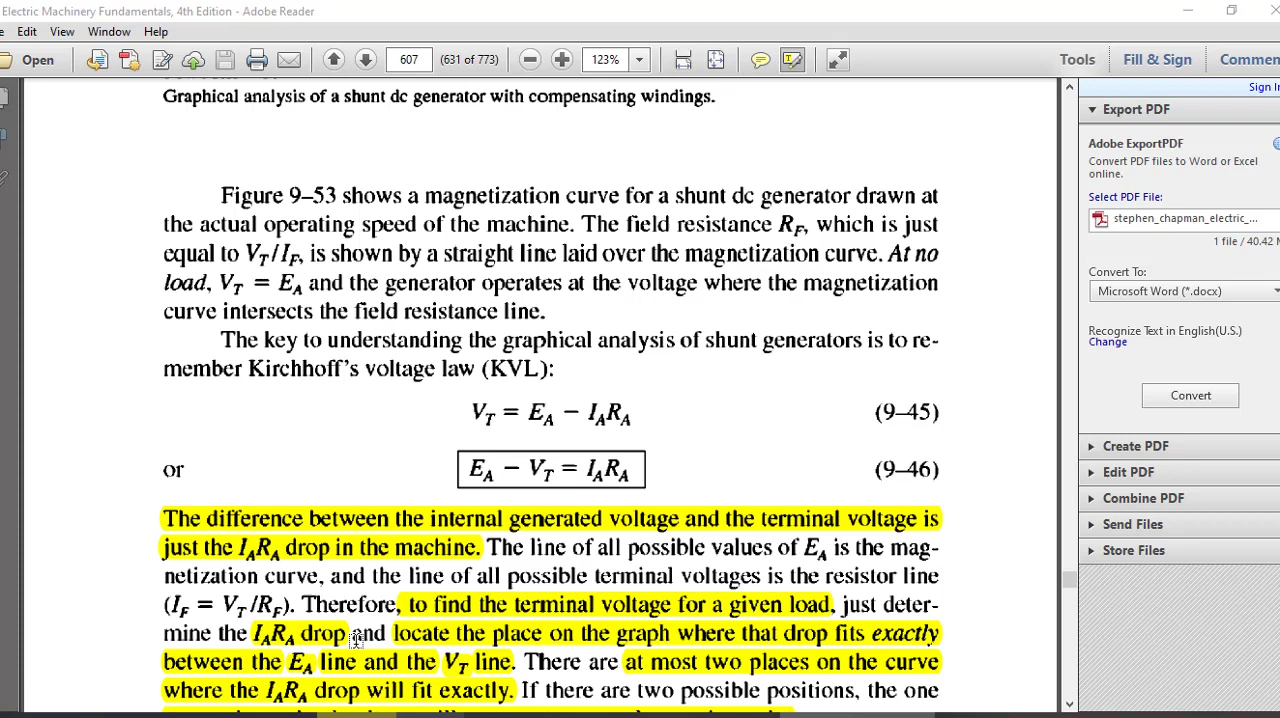 Electric Machinery Fundamentals, 4th Edition - Adobe Reader
Edit View Window Help
Open 607 (631 of 773) 123% Tools Fill & Sign Commen
Sign In
Graphical analysis of a shunt dc generator with compensating windings.
Figure 9–53 shows a magnetization curve for a shunt dc generator drawn at
the actual operating speed of the machine. The field resistance R_F, which is just
equal to V_T/I_F, is shown by a straight line laid over the magnetization curve. At no
load, V_T = E_A and the generator operates at the voltage where the magnetization
curve intersects the field resistance line.
The key to understanding the graphical analysis of shunt generators is to re-
member Kirchhoff's voltage law (KVL):
V_T = E_A − I_A R_A (9–45)
or E_A − V_T = I_A R_A (9–46)
The difference between the internal generated voltage and the terminal voltage is
just the I_A R_A drop in the machine. The line of all possible values of E_A is the mag-
netization curve, and the line of all possible terminal voltages is the resistor line
(I_F = V_T/R_F). Therefore, to find the terminal voltage for a given load, just deter-
mine the I_A R_A drop and locate the place on the graph where that drop fits exactly
between the E_A line and the V_T line. There are at most two places on the curve
where the I_A R_A drop will fit exactly. If there are two possible positions, the one
Export PDF
Adobe ExportPDF
Convert PDF files to Word or Excel
online.
Select PDF File:
stephen_chapman_electric_...
1 file / 40.42 M
Convert To:
Microsoft Word (*.docx)
Recognize Text in English(U.S.)
Change
Convert
Create PDF
Edit PDF
Combine PDF
Send Files
Store Files